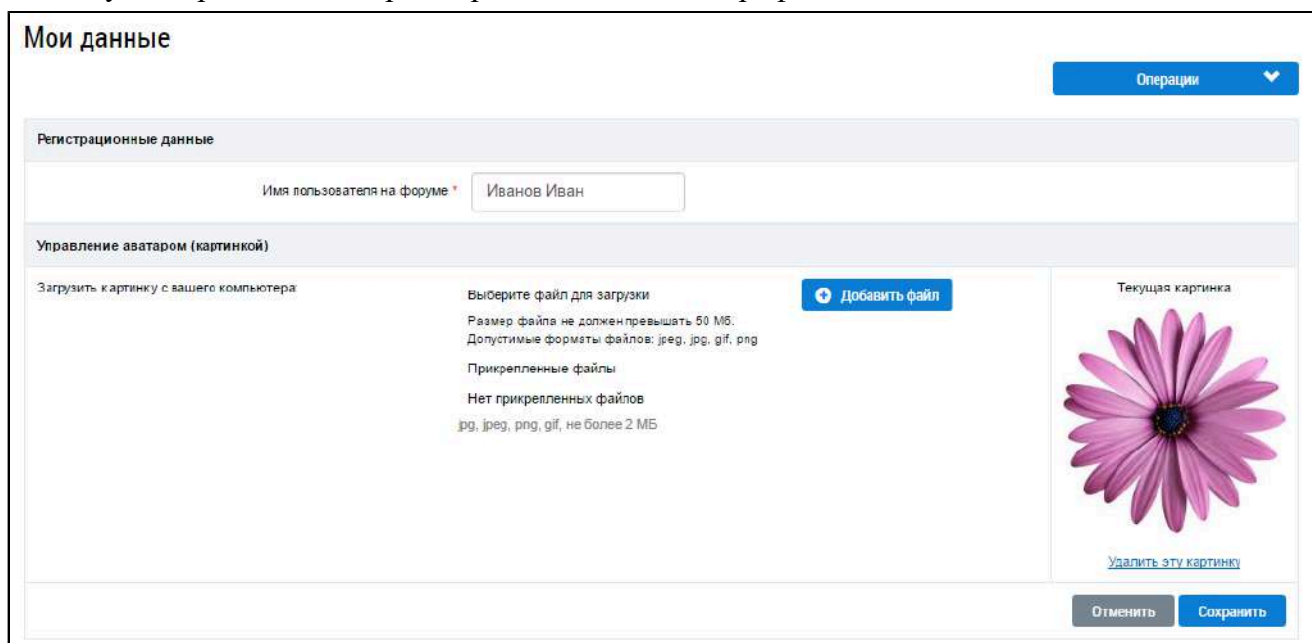 Мои данные
Операции
Регистрационные данные
Имя пользователя на форуме *
Иванов Иван
Управление аватаром (картинкой)
Загрузить картинку с вашего компьютера:
Выберите файл для загрузки
Добавить файл
Размер файла не должен превышать 50 Мб.
Допустимые форматы файлов: jpeg, jpg, gif, png
Прикрепленные файлы
Нет прикрепленных файлов
jpg, jpeg, png, gif, не более 2 МБ
Текущая картинка
Удалить эту картинку
Отменить
Сохранить